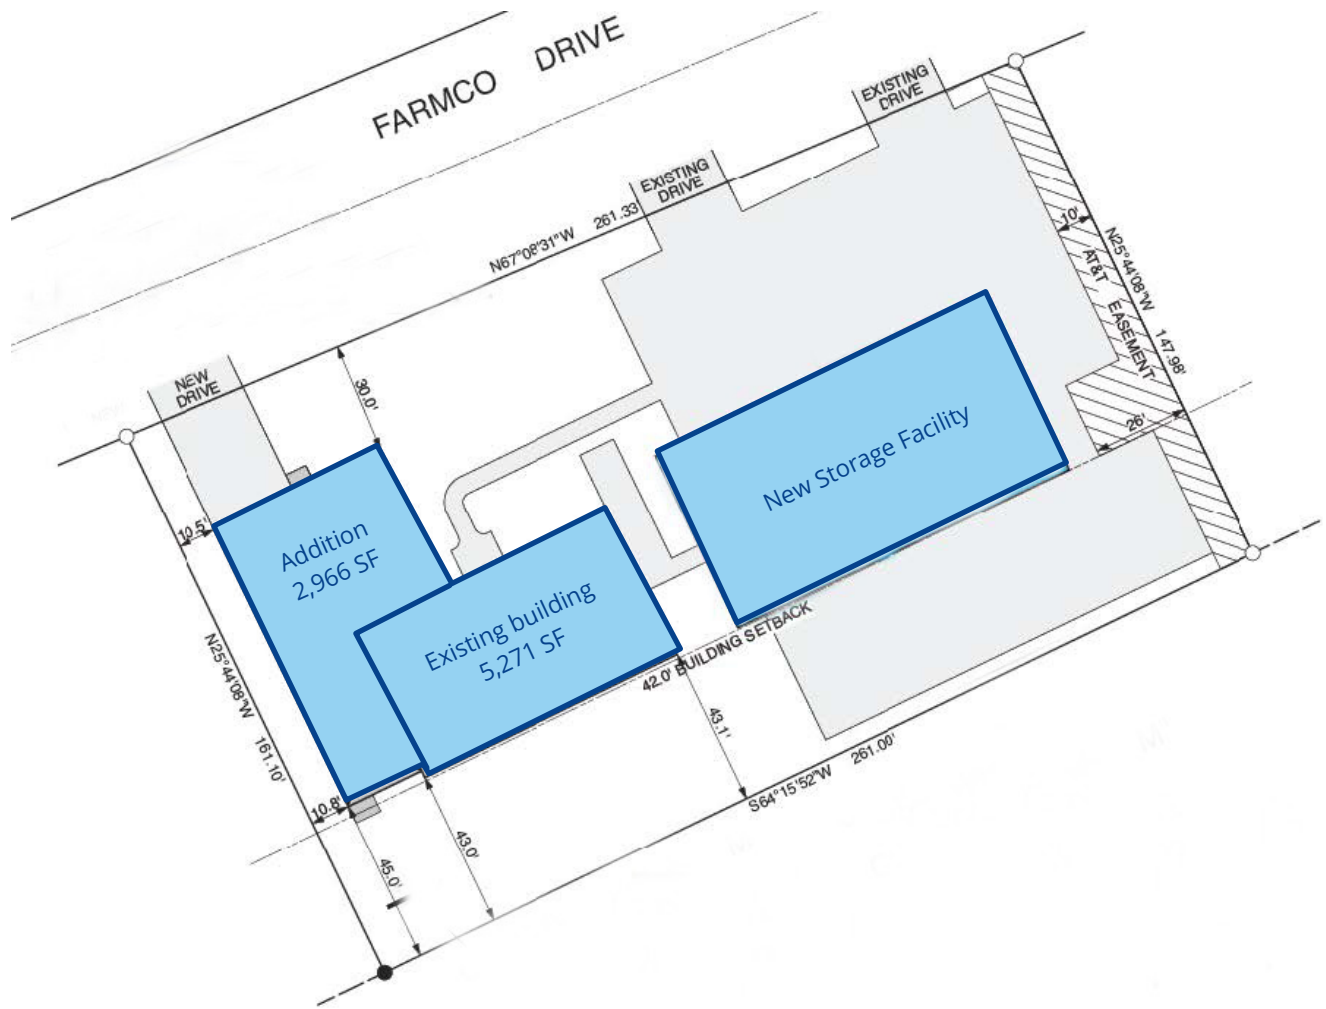 FARMCO DRIVE
EXISTING
DRIVE
EXISTING
DRIVE
N67°08'31"W 261.33
10'
N25°44'08"W 147.98'
AT&T EASEMENT
NEW
DRIVE
30.0'
26'
New Storage Facility
10.5'
Addition
2,966 SF
Existing building
5,271 SF
42.0' BUILDING SETBACK
N25°44'08"W 161.10'
43.1'
10.8'
43.0'
45.0'
S64°15'52"W 261.00'